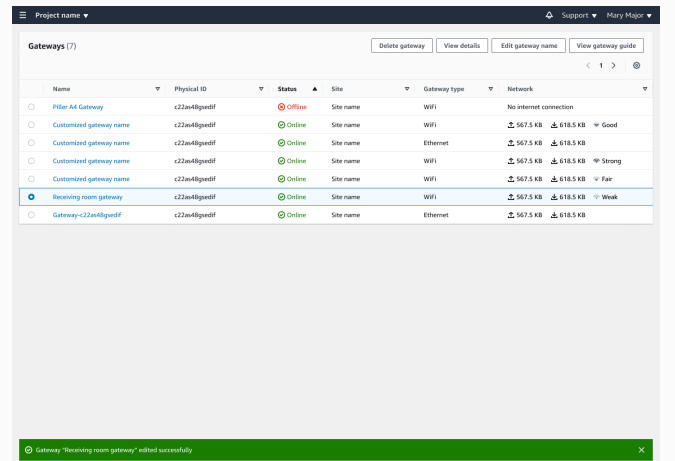 Project name Support Mary Major
Gateways (7) Delete gateway View details Edit gateway name View gateway guide
1
Name Physical ID Status Site Gateway type Network
Piller A4 Gateway c22as48gsedif Offline Site name WiFi No internet connection
Customized gateway name c22as48gsedif Online Site name WiFi 567.5 KB 618.5 KB Good
Customized gateway name c22as48gsedif Online Site name Ethernet 567.5 KB 618.5 KB
Customized gateway name c22as48gsedif Online Site name WiFi 567.5 KB 618.5 KB Strong
Customized gateway name c22as48gsedif Online Site name WiFi 567.5 KB 618.5 KB Fair
Receiving room gateway c22as48gsedif Online Site name WiFi 567.5 KB 618.5 KB Weak
Gateway-c22as48gsedif c22as48gsedif Online Site name Ethernet 567.5 KB 618.5 KB
Gateway "Receiving room gateway" edited successfully